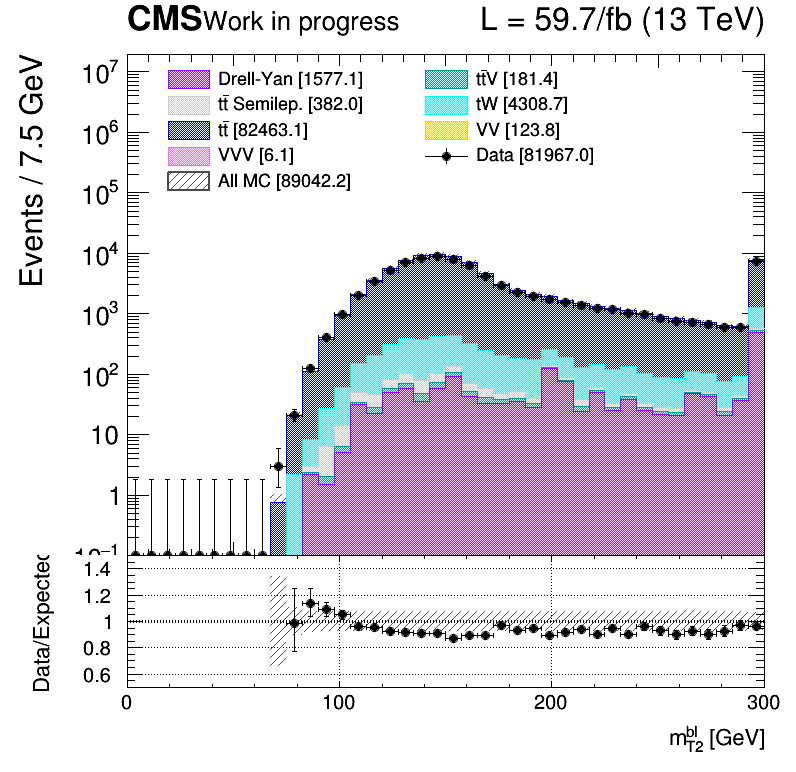 CMS Work in progress L = 59.7/fb (13 TeV)
Events / 7.5 GeV
10⁷
10⁶
10⁵
10⁴
10³
10²
10
1
10⁻¹
Drell-Yan [1577.1]
tt̄ Semilep. [382.0]
tt̄ [82463.1]
VVV [6.1]
All MC [89042.2]
tt̄V [181.4]
tW [4308.7]
VV [123.8]
Data [81967.0]
Data/Expected
1.4
1.2
1
0.8
0.6
0 100 200 300
m_{T2}^{bl} [GeV]